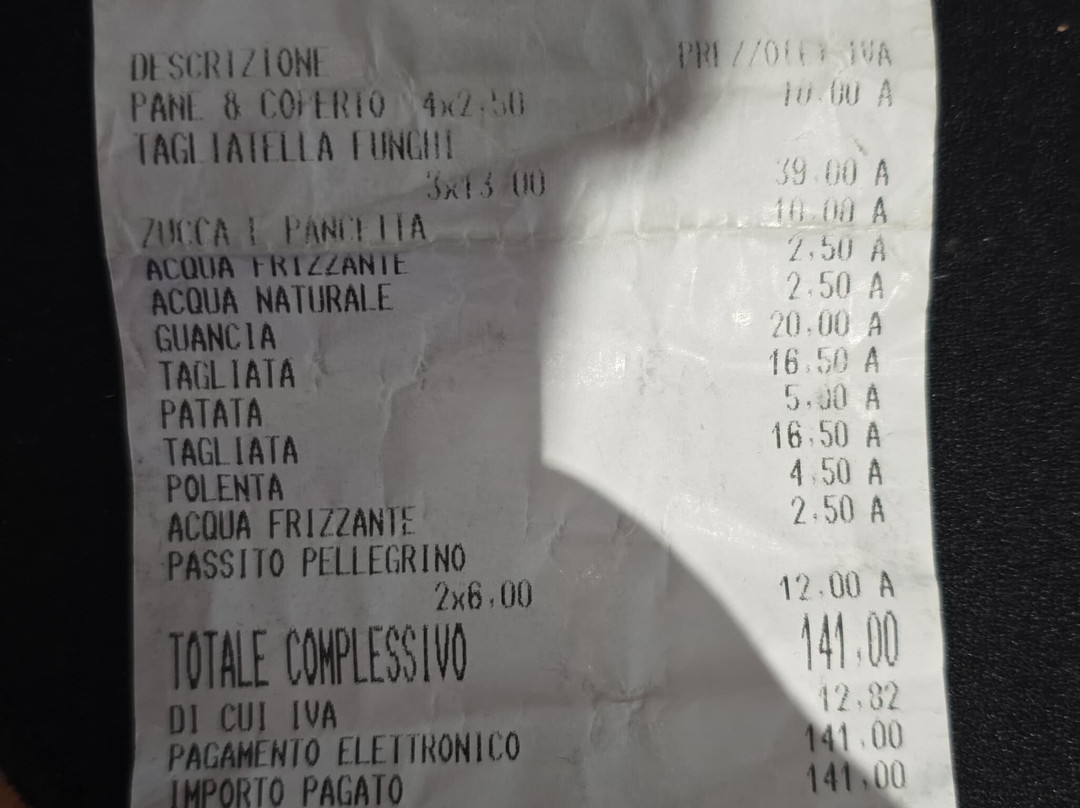 DESCRIZIONE PREZZO(€) IVA
PANE & COPERTO 4x2,50 10,00 A
TAGLIATELLA FUNGHI
3x13,00 39,00 A
ZUCCA E PANCETTA 10,00 A
ACQUA FRIZZANTE 2,50 A
ACQUA NATURALE 2,50 A
GUANCIA 20,00 A
TAGLIATA 16,50 A
PATATA 5,00 A
TAGLIATA 16,50 A
POLENTA 4,50 A
ACQUA FRIZZANTE 2,50 A
PASSITO PELLEGRINO
2x6,00 12,00 A
TOTALE COMPLESSIVO 141,00
DI CUI IVA 12,82
PAGAMENTO ELETTRONICO 141,00
IMPORTO PAGATO 141,00